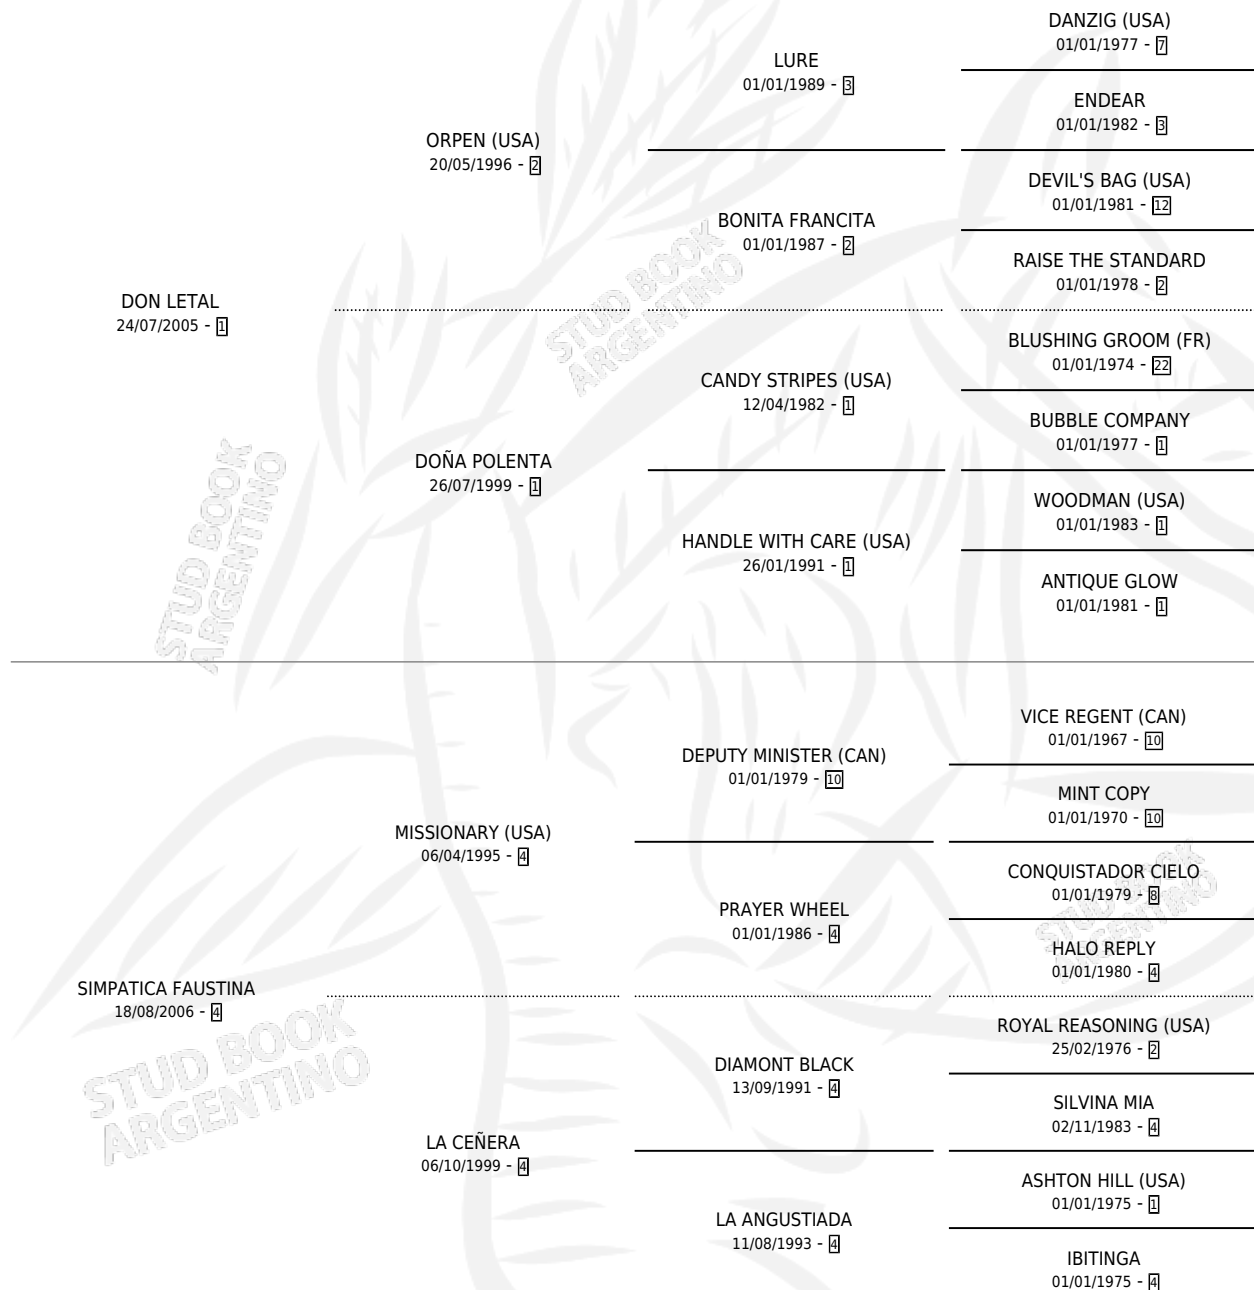 DANZIG (USA)
01/01/1977 - 7
LURE
01/01/1989 - 3
ENDEAR
01/01/1982 - 3
ORPEN (USA)
20/05/1996 - 2
DEVIL'S BAG (USA)
01/01/1981 - 12
BONITA FRANCITA
01/01/1987 - 2
RAISE THE STANDARD
01/01/1978 - 2
DON LETAL
24/07/2005 - 1
BLUSHING GROOM (FR)
01/01/1974 - 22
CANDY STRIPES (USA)
12/04/1982 - 1
BUBBLE COMPANY
01/01/1977 - 1
DOÑA POLENTA
26/07/1999 - 1
WOODMAN (USA)
01/01/1983 - 1
HANDLE WITH CARE (USA)
26/01/1991 - 1
ANTIQUE GLOW
01/01/1981 - 1
STUD BOOK
ARGENTINO
STUD BOOK
ARGENTINO
VICE REGENT (CAN)
01/01/1967 - 10
DEPUTY MINISTER (CAN)
01/01/1979 - 10
MINT COPY
01/01/1970 - 10
MISSIONARY (USA)
06/04/1995 - 4
CONQUISTADOR CIELO
01/01/1979 - 8
PRAYER WHEEL
01/01/1986 - 4
HALO REPLY
01/01/1980 - 4
STUD BOOK
ARGENTINO
SIMPATICA FAUSTINA
18/08/2006 - 4
ROYAL REASONING (USA)
25/02/1976 - 2
DIAMONT BLACK
13/09/1991 - 4
SILVINA MIA
02/11/1983 - 4
LA CEÑERA
06/10/1999 - 4
ASHTON HILL (USA)
01/01/1975 - 1
LA ANGUSTIADA
11/08/1993 - 4
IBITINGA
01/01/1975 - 4
STUD BOOK
ARGENTINO